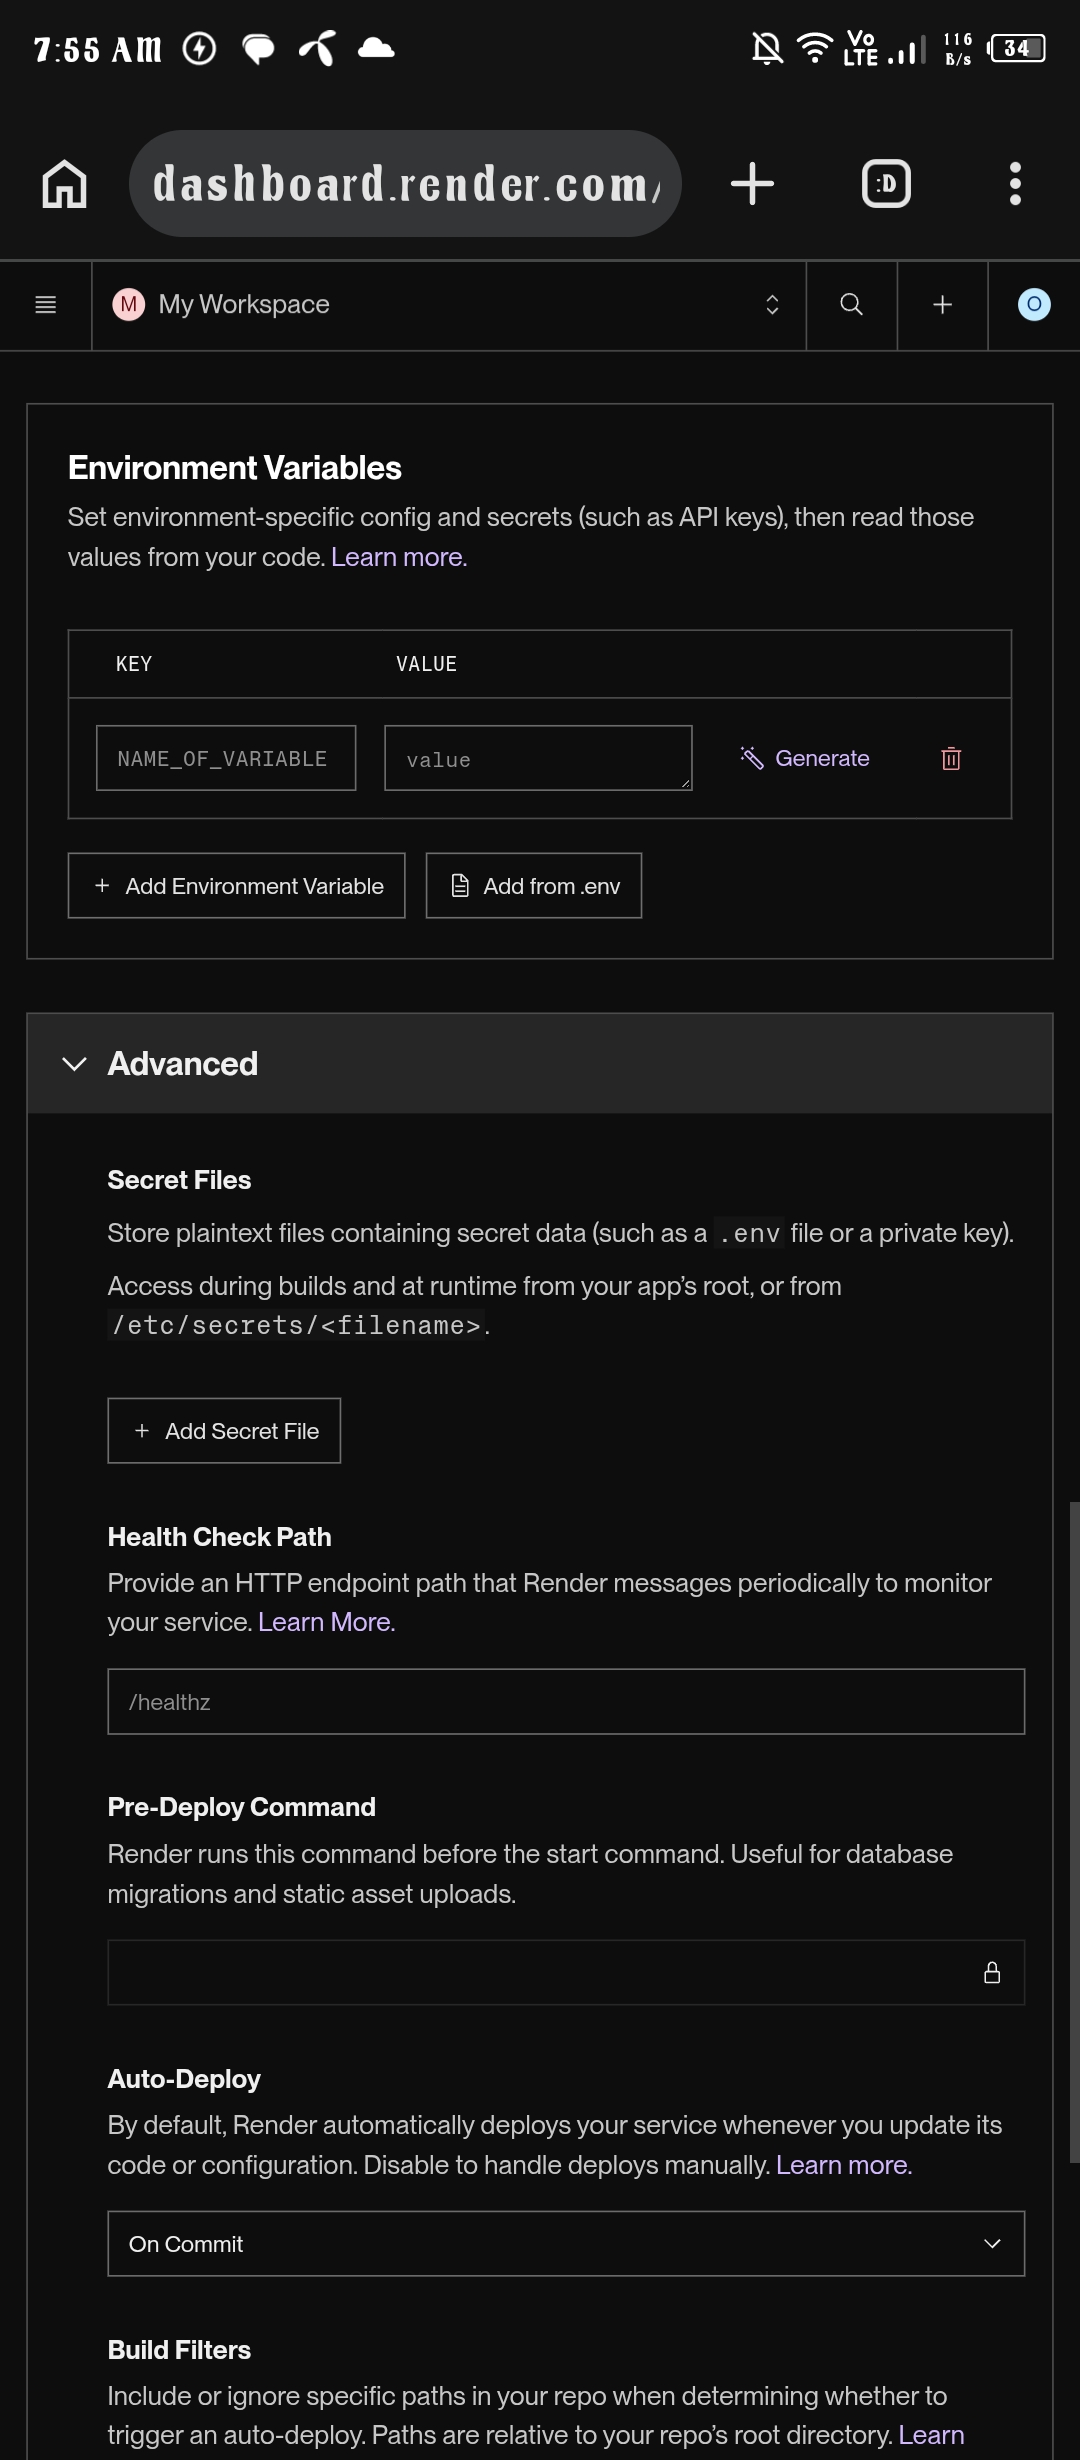 7:55 AM
Vo LTE
116 B/s
34
dashboard.render.com/
:D
M My Workspace
O
Environment Variables
Set environment-specific config and secrets (such as API keys), then read those
values from your code. Learn more.
KEY VALUE
NAME_OF_VARIABLE value Generate
+ Add Environment Variable Add from .env
Advanced
Secret Files
Store plaintext files containing secret data (such as a .env file or a private key).
Access during builds and at runtime from your app’s root, or from
/etc/secrets/<filename>.
+ Add Secret File
Health Check Path
Provide an HTTP endpoint path that Render messages periodically to monitor
your service. Learn More.
/healthz
Pre-Deploy Command
Render runs this command before the start command. Useful for database
migrations and static asset uploads.
Auto-Deploy
By default, Render automatically deploys your service whenever you update its
code or configuration. Disable to handle deploys manually. Learn more.
On Commit
Build Filters
Include or ignore specific paths in your repo when determining whether to
trigger an auto-deploy. Paths are relative to your repo’s root directory. Learn